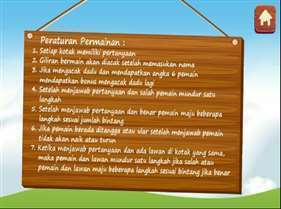 Peraturan Permainan :
1. Setiap kotak memiliki pertanyaan
2. Giliran bermain akan diacak setelah memasukan nama
3. Jika mengacak dadu dan mendapatkan angka 6 pemain
mendapatkan bonus mengacak dadu lagi
4. Setelah menjawab pertanyaan dan salah pemain mundur satu
langkah
5. Setelah menjawab pertanyaan dan benar pemain maju beberapa
langkah sesuai jumlah bintang
6. Jika pemain berada ditangga atau ular setelah menjawab pemain
tidak akan naik atau turun
7. Ketika menjawab pertanyaan dan ada lawan di kotak yang sama,
maka pemain dan lawan mundur satu langkah jika salah atau
pemain dan lawan maju beberapa langkah sesuai bintang jika benar